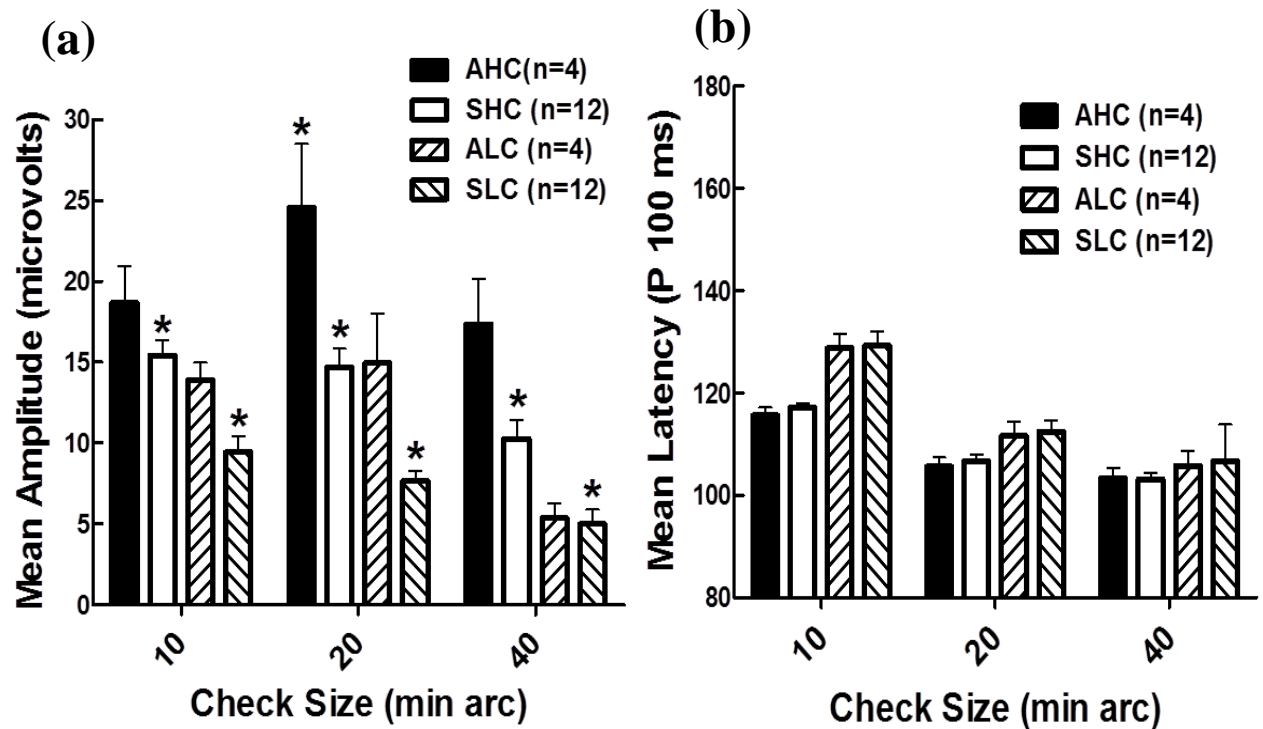 (a)
AHC(n=4)
SHC (n=12)
ALC (n=4)
SLC (n=12)
Mean Amplitude (microvolts)
30
25
20
15
10
5
0
*
*
*
*
*
*
*
10
20
40
Check Size (min arc)
(b)
AHC (n=4)
SHC (n=12)
ALC (n=4)
SLC (n=12)
Mean Latency (P 100 ms)
180
160
140
120
100
80
10
20
40
Check Size (min arc)